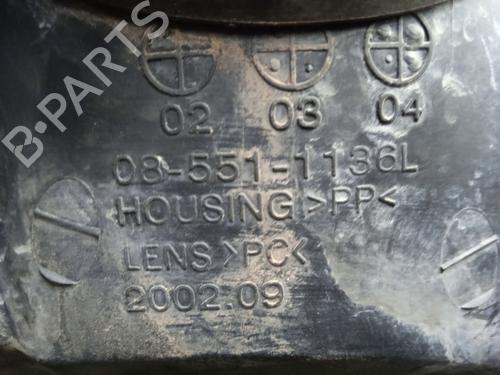 B-PARTS
02 03 04
08-551-1136L
HOUSING >PP<
LENS >PC<
2002.09